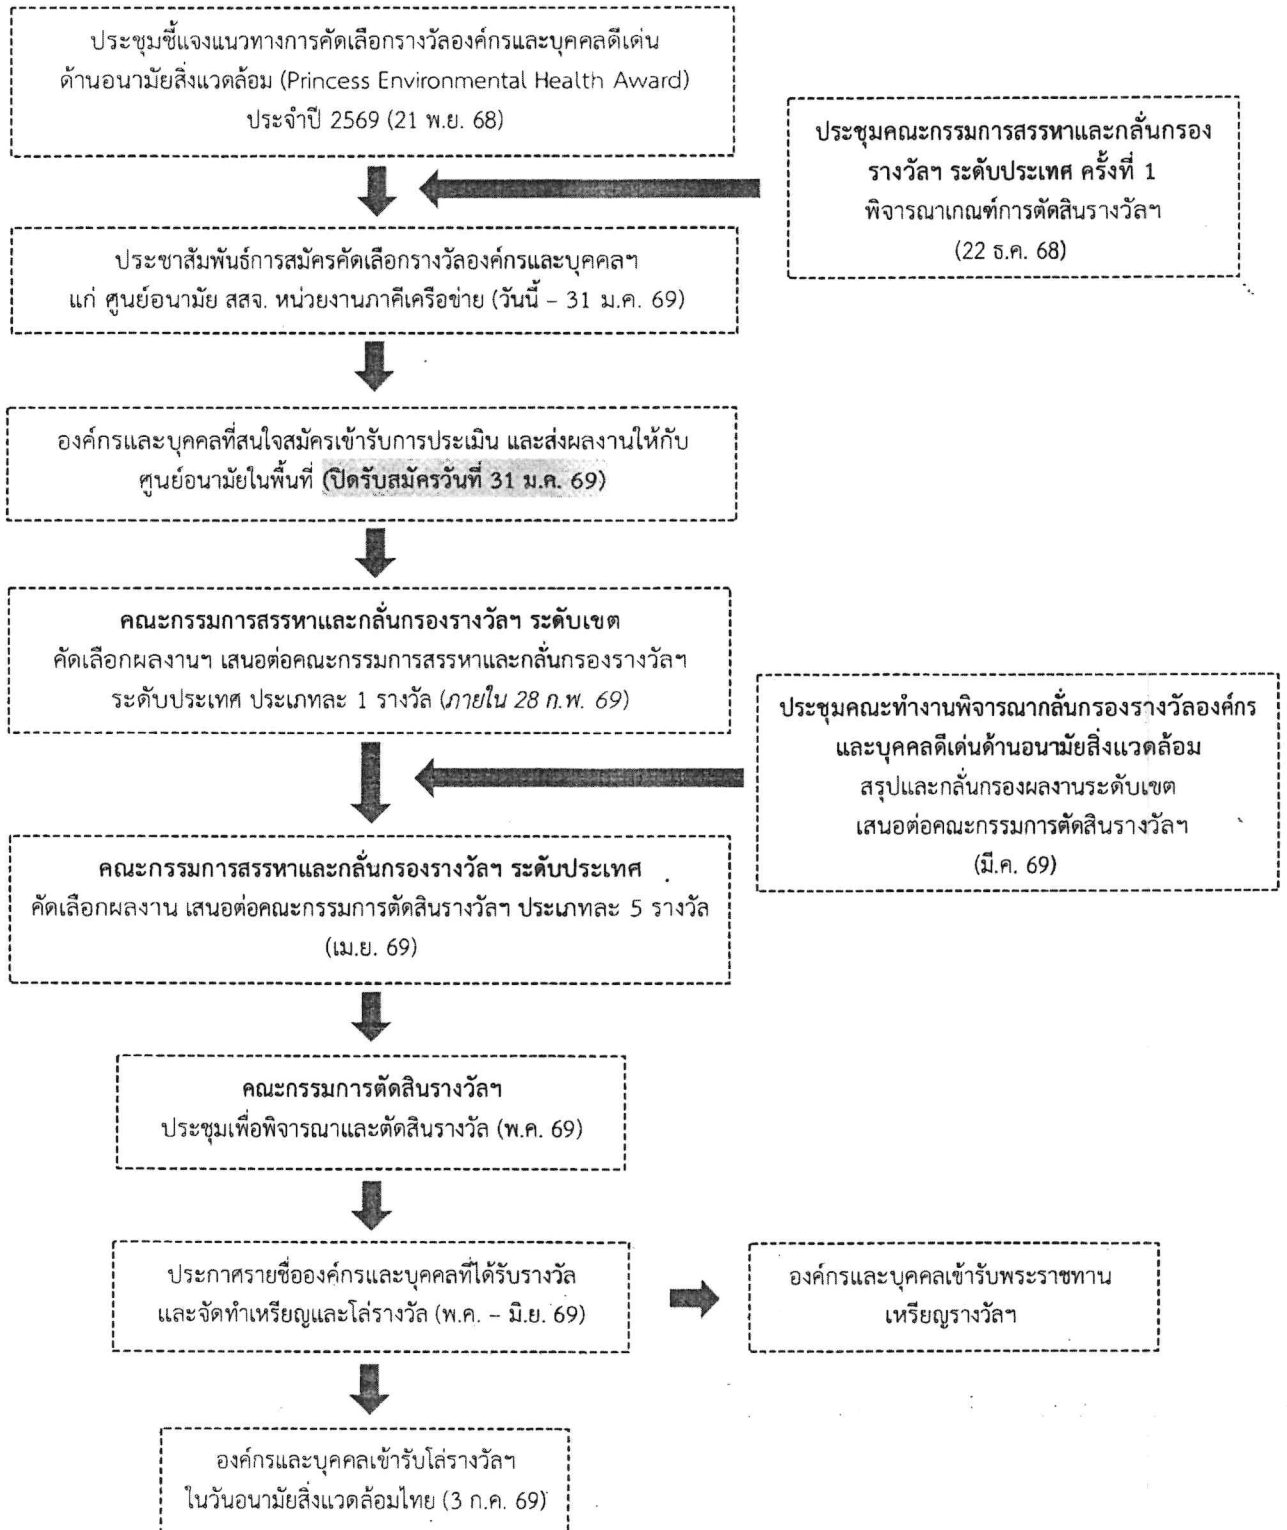 ประชุมชี้แจงแนวทางการคัดเลือกรางวัลองค์กรและบุคคลดีเด่น
ด้านอนามัยสิ่งแวดล้อม (Princess Environmental Health Award)
ประจำปี 2569 (21 พ.ย. 68)
ประชุมคณะกรรมการสรรหาและกลั่นกรอง
รางวัลฯ ระดับประเทศ ครั้งที่ 1
พิจารณาเกณฑ์การตัดสินรางวัลฯ
(22 ธ.ค. 68)
ประชาสัมพันธ์การสมัครคัดเลือกรางวัลองค์กรและบุคคลฯ
แก่ ศูนย์อนามัย สสจ. หน่วยงานภาคีเครือข่าย (วันนี้ – 31 ม.ค. 69)
องค์กรและบุคคลที่สนใจสมัครเข้ารับการประเมิน และส่งผลงานให้กับ
ศูนย์อนามัยในพื้นที่ (ปิดรับสมัครวันที่ 31 ม.ค. 69)
คณะกรรมการสรรหาและกลั่นกรองรางวัลฯ ระดับเขต
คัดเลือกผลงานฯ เสนอต่อคณะกรรมการสรรหาและกลั่นกรองรางวัลฯ
ระดับประเทศ ประเภทละ 1 รางวัล (ภายใน 28 ก.พ. 69)
ประชุมคณะทำงานพิจารณากลั่นกรองรางวัลองค์กร
และบุคคลดีเด่นด้านอนามัยสิ่งแวดล้อม
สรุปและกลั่นกรองผลงานระดับเขต
เสนอต่อคณะกรรมการตัดสินรางวัลฯ
(มี.ค. 69)
คณะกรรมการสรรหาและกลั่นกรองรางวัลฯ ระดับประเทศ
คัดเลือกผลงาน เสนอต่อคณะกรรมการตัดสินรางวัลฯ ประเภทละ 5 รางวัล
(เม.ย. 69)
คณะกรรมการตัดสินรางวัลฯ
ประชุมเพื่อพิจารณาและตัดสินรางวัล (พ.ค. 69)
ประกาศรายชื่อองค์กรและบุคคลที่ได้รับรางวัล
และจัดทำเหรียญและโล่รางวัล (พ.ค. – มิ.ย. 69)
องค์กรและบุคคลเข้ารับพระราชทาน
เหรียญรางวัลฯ
องค์กรและบุคคลเข้ารับโล่รางวัลฯ
ในวันอนามัยสิ่งแวดล้อมไทย (3 ก.ค. 69)